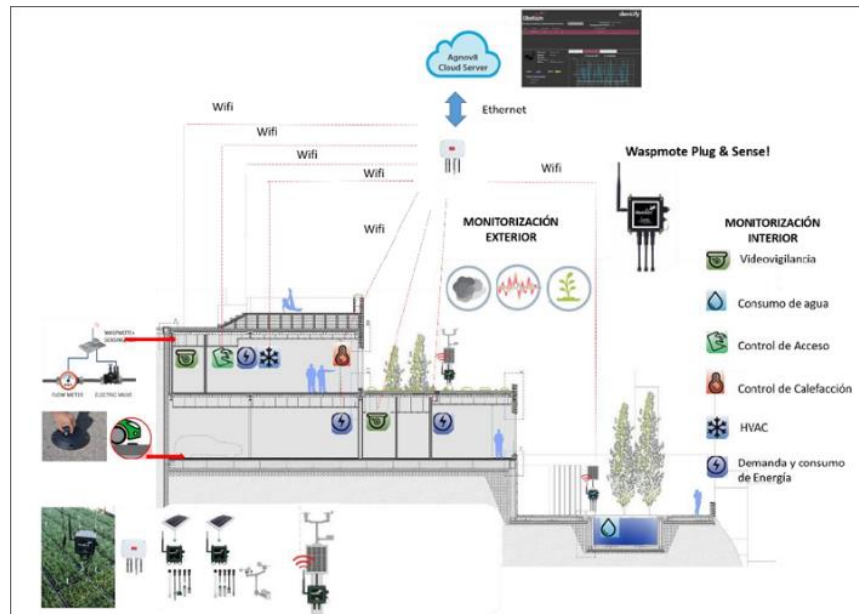 Agnov8
Cloud Server
Ethernet
Wifi
Wifi
Wifi
Wifi
Wifi
Wifi
Waspmote Plug & Sense!
MONITORIZACIÓN
EXTERIOR
MONITORIZACIÓN
INTERIOR
Videovigilancia
Consumo de agua
Control de Acceso
Control de Calefacción
HVAC
Demanda y consumo
de Energía
FLOW METER
ELECTRIC VALVE